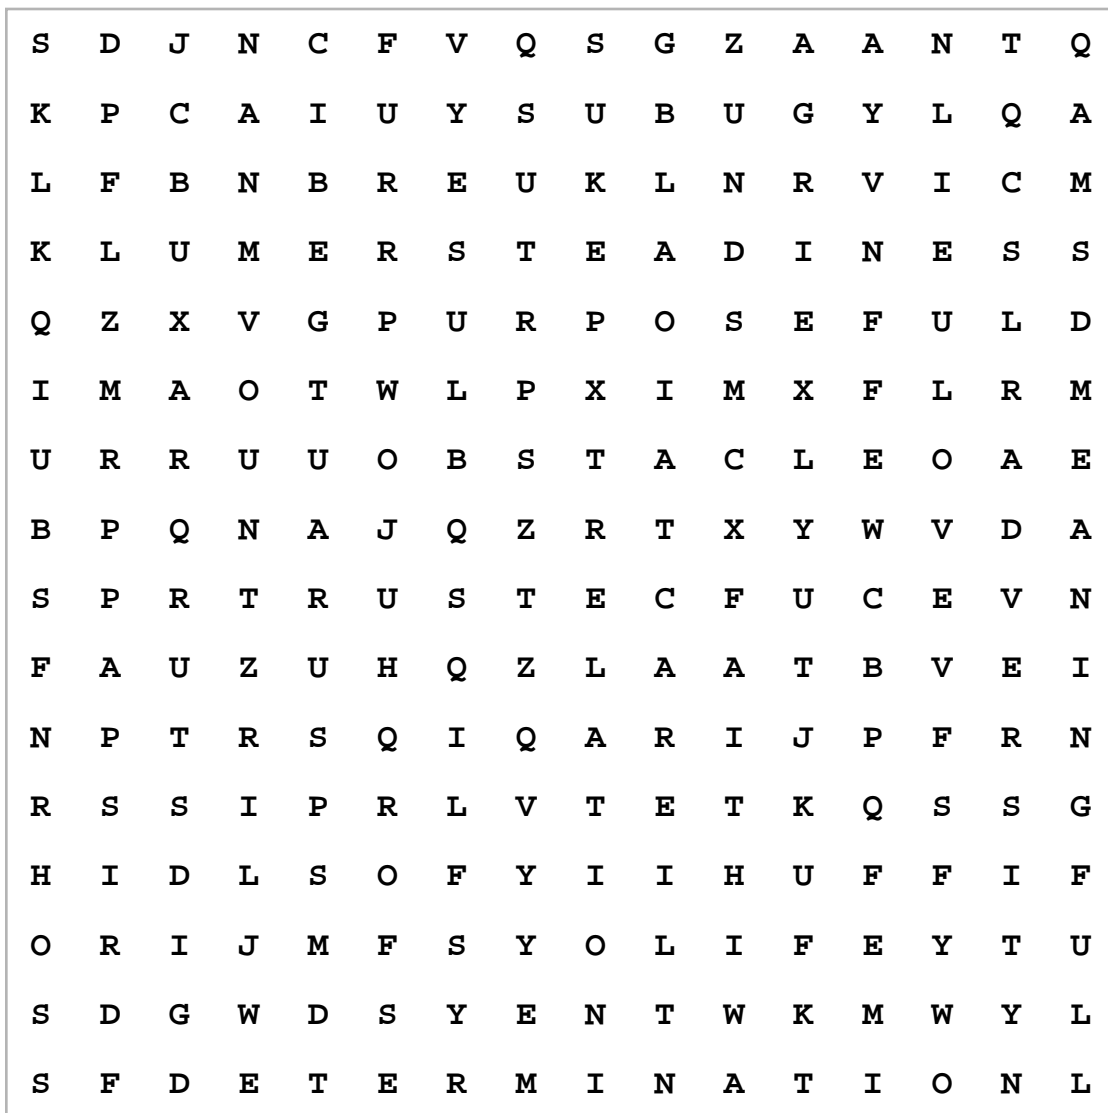 S D J N C F V Q S G Z A A N T Q
K P C A I U Y S U B U G Y L Q A
L F B N B R E U K L N R V I C M
K L U M E R S T E A D I N E S S
Q Z X V G P U R P O S E F U L D
I M A O T W L P X I M X F L R M
U R R U U O B S T A C L E O A E
B P Q N A J Q Z R T X Y W V D A
S P R T R U S T E C F U C E V N
F A U Z U H Q Z L A A T B V E I
N P T R S Q I Q A R I J P F R N
R S S I P R L V T E T K Q S S G
H I D L S O F Y I I H U F F I F
O R I J M F S Y O L I F E Y T U
S D G W D S Y E N T W K M W Y L
S F D E T E R M I N A T I O N L